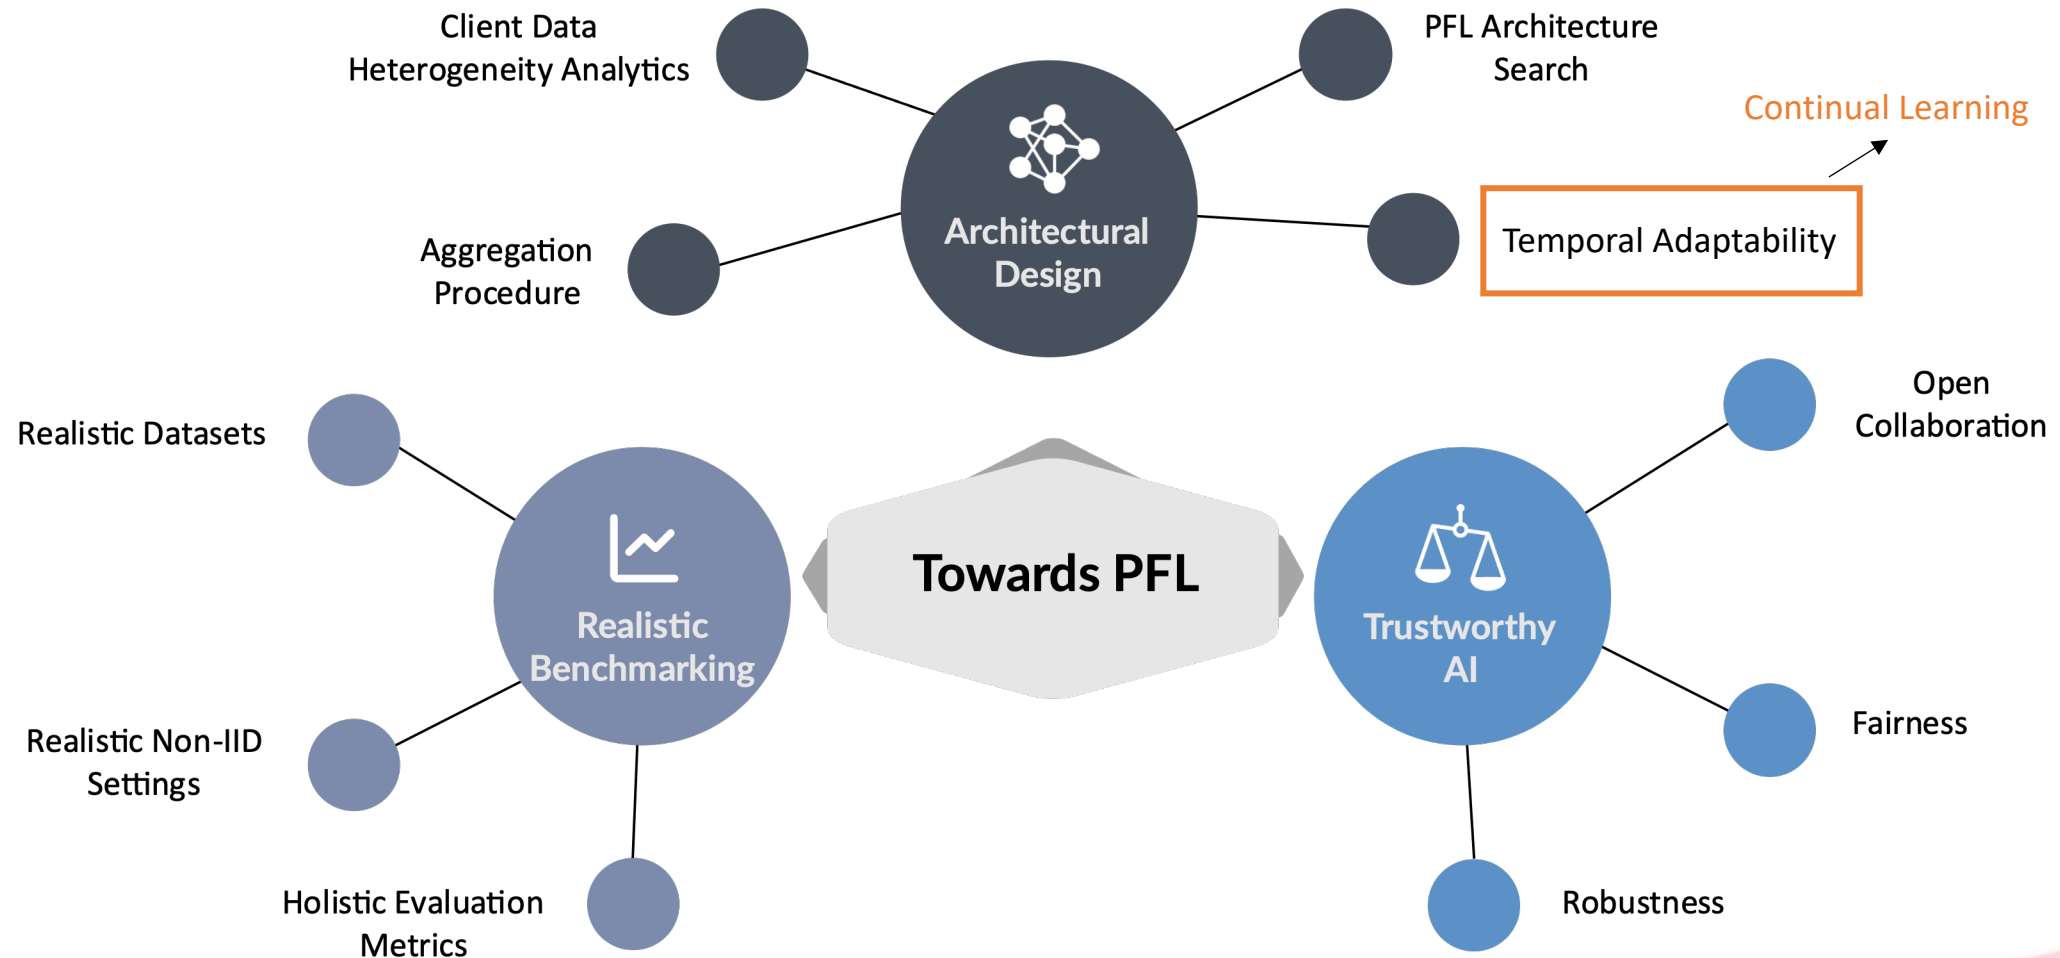 Client Data
Heterogeneity Analytics
PFL Architecture
Search
Continual Learning
Aggregation
Procedure
Architectural
Design
Temporal Adaptability
Realistic Datasets
Open
Collaboration
Towards PFL
Realistic
Benchmarking
Trustworthy
AI
Realistic Non-IID
Settings
Fairness
Holistic Evaluation
Metrics
Robustness